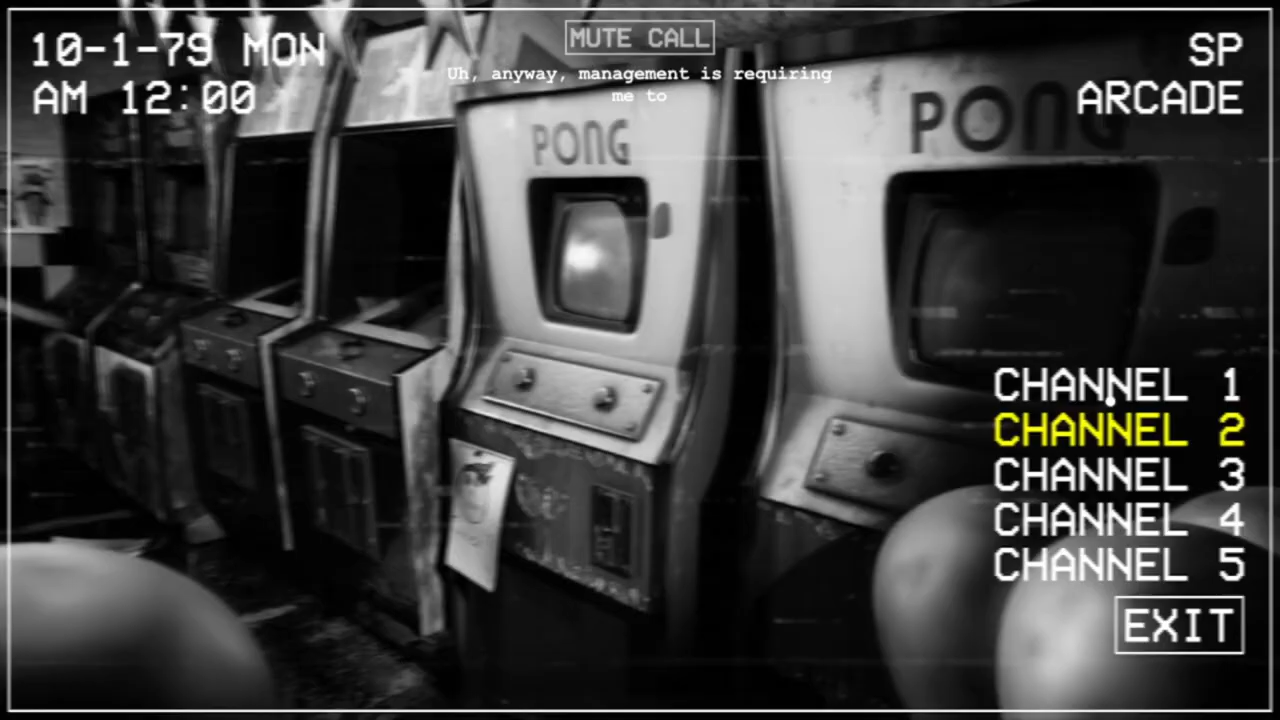 10-1-79 MON
AM 12:00
MUTE CALL
Uh, anyway, management is requiring
me to
SP
ARCADE
PONG
PONG
CHANNEL 1
CHANNEL 2
CHANNEL 3
CHANNEL 4
CHANNEL 5
EXIT